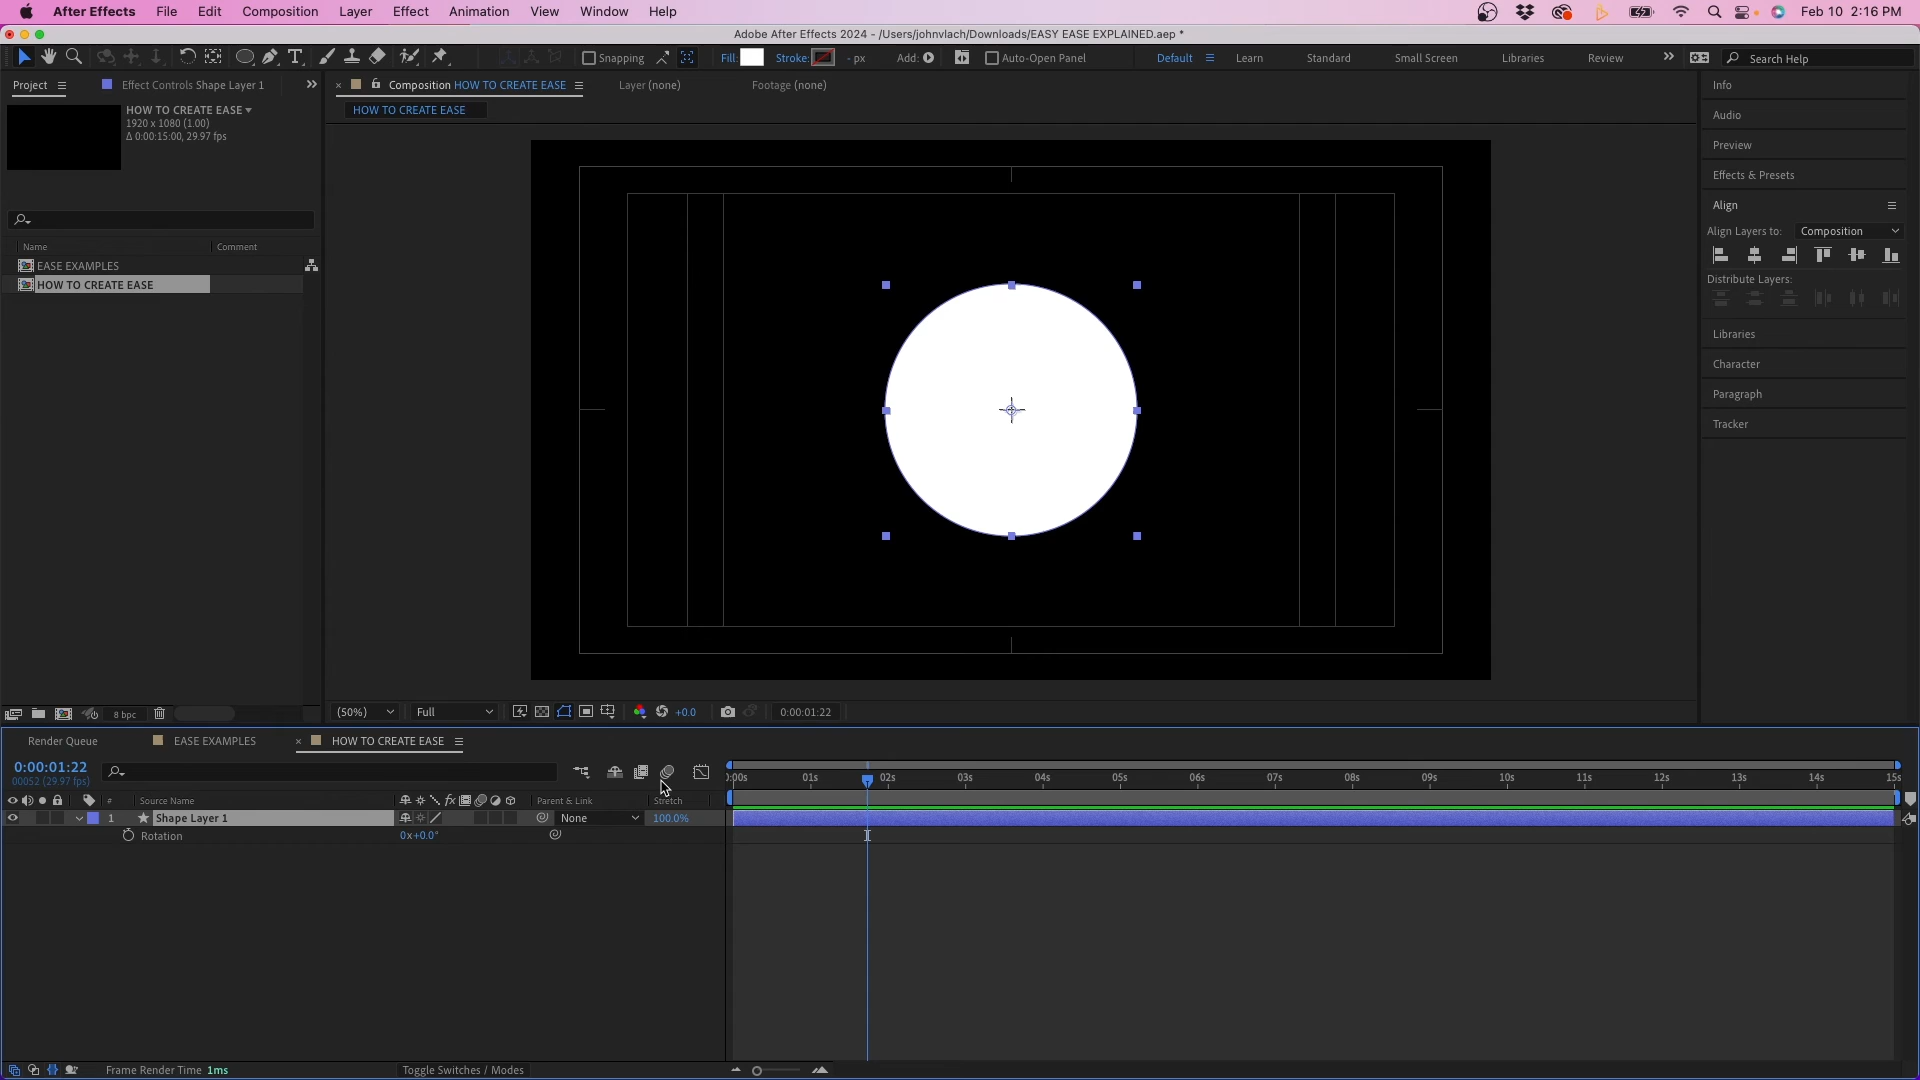 After Effects File Edit Composition Layer Effect Animation View Window Help Feb 10 2:16 PM
Adobe After Effects 2024 - /Users/johnvlach/Downloads/EASY EASE EXPLAINED.aep *
Snapping Fill: Stroke: - px Add: Auto-Open Panel Default Learn Standard Small Screen Libraries Review Search Help
Project Effect Controls Shape Layer 1 Composition HOW TO CREATE EASE Layer (none) Footage (none) Info
HOW TO CREATE EASE
1920 x 1080 (1.00)
Δ 0:00:15:00, 29.97 fps
HOW TO CREATE EASE
Audio
Preview
Effects & Presets
Align
Align Layers to: Composition
Distribute Layers:
Libraries
Character
Paragraph
Tracker
Name Comment
EASE EXAMPLES
HOW TO CREATE EASE
8 bpc (50%) Full +0.0 0:00:01:22
Render Queue EASE EXAMPLES HOW TO CREATE EASE
0:00:01:22
00052 (29.97 fps)
:00s 01s 02s 03s 04s 05s 06s 07s 08s 09s 10s 11s 12s 13s 14s 15s
# Source Name fx Parent & Link Stretch
1 Shape Layer 1 None 100.0%
Rotation 0x+0.0°
Frame Render Time 1ms Toggle Switches / Modes